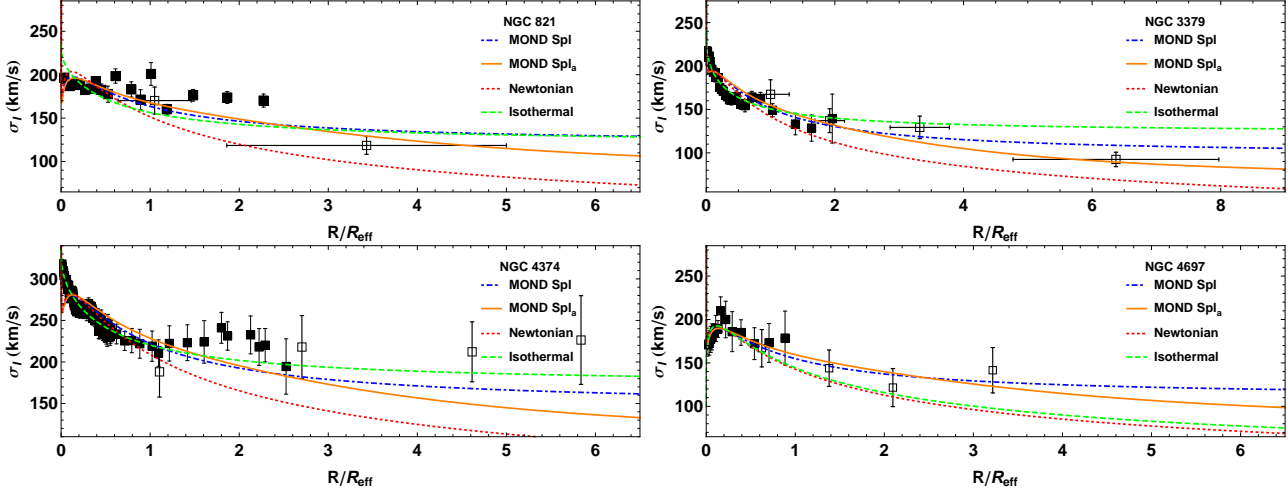 NGC 821
MOND Spl
MOND Spl_a
Newtonian
Isothermal
σ_l (km/s)
250
200
150
100
0 1 2 3 4 5 6
R/R_eff
NGC 3379
MOND Spl
MOND Spl_a
Newtonian
Isothermal
σ_l (km/s)
250
200
150
100
0 2 4 6 8
R/R_eff
NGC 4374
MOND Spl
MOND Spl_a
Newtonian
Isothermal
σ_l (km/s)
300
250
200
150
0 1 2 3 4 5 6
R/R_eff
NGC 4697
MOND Spl
MOND Spl_a
Newtonian
Isothermal
σ_l (km/s)
250
200
150
100
0 1 2 3 4 5 6
R/R_eff